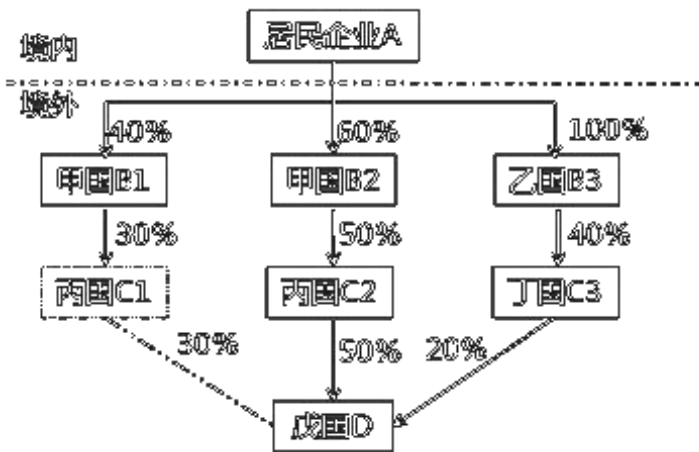 居民企业A
境内
境外
40%
60%
100%
甲国B1
甲国B2
乙国B3
30%
50%
40%
丙国C1
丙国C2
丁国C3
30%
50%
20%
戊国D